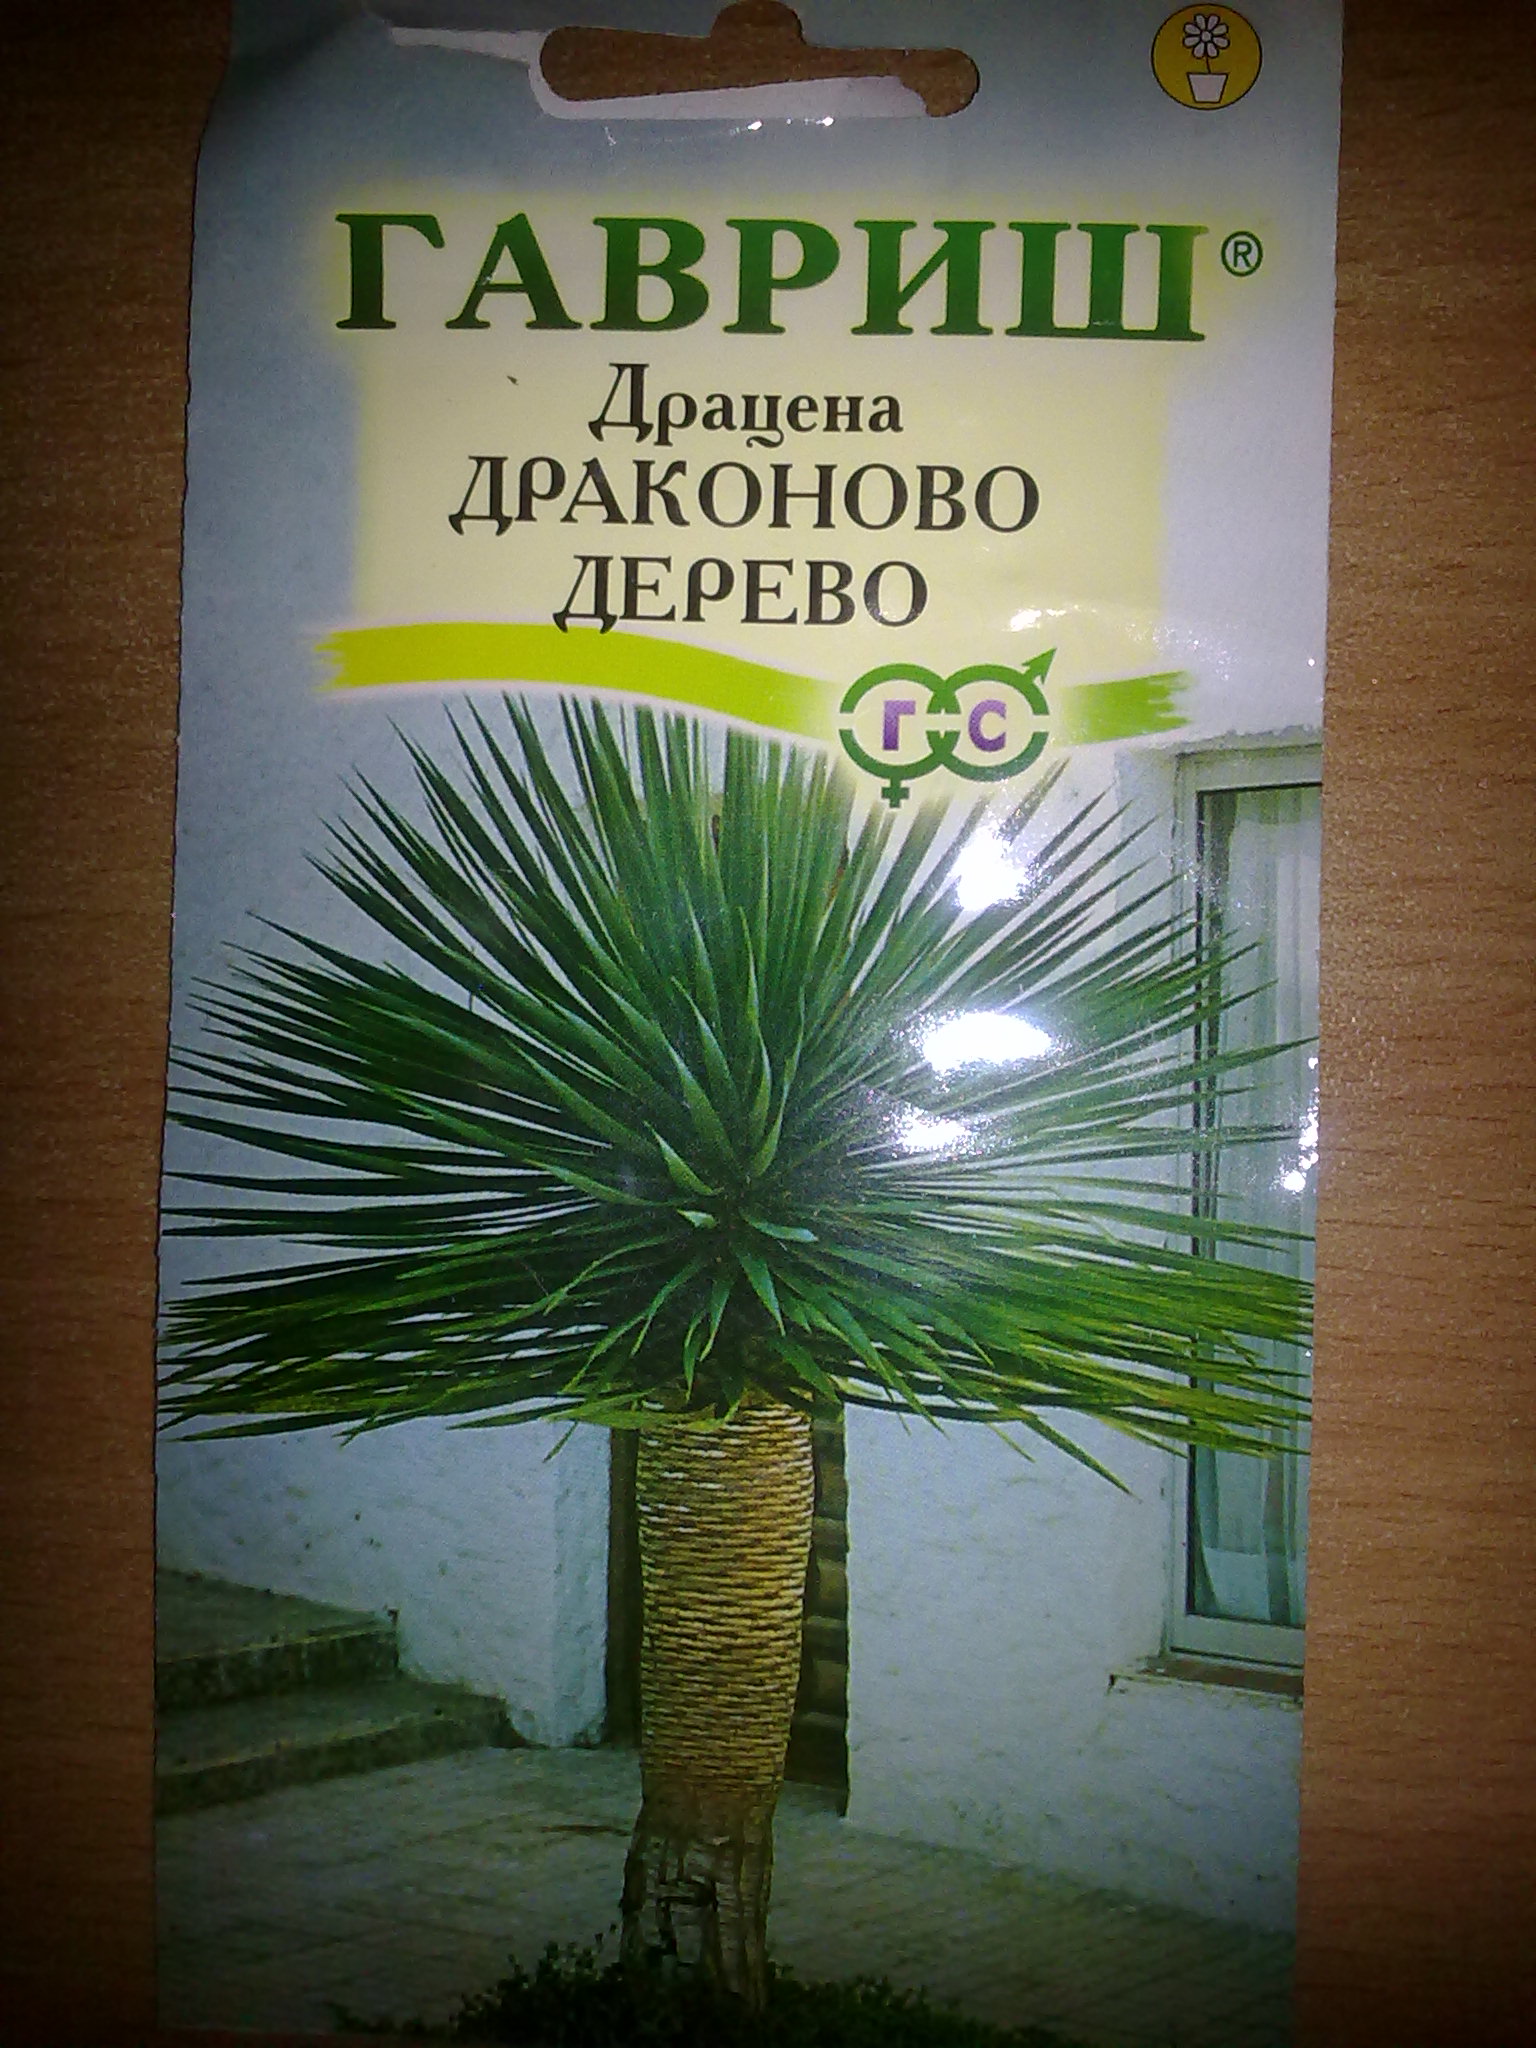 ГАВРИШ®
Драцена
ДРАКОНОВО
ДЕРЕВО
Г С